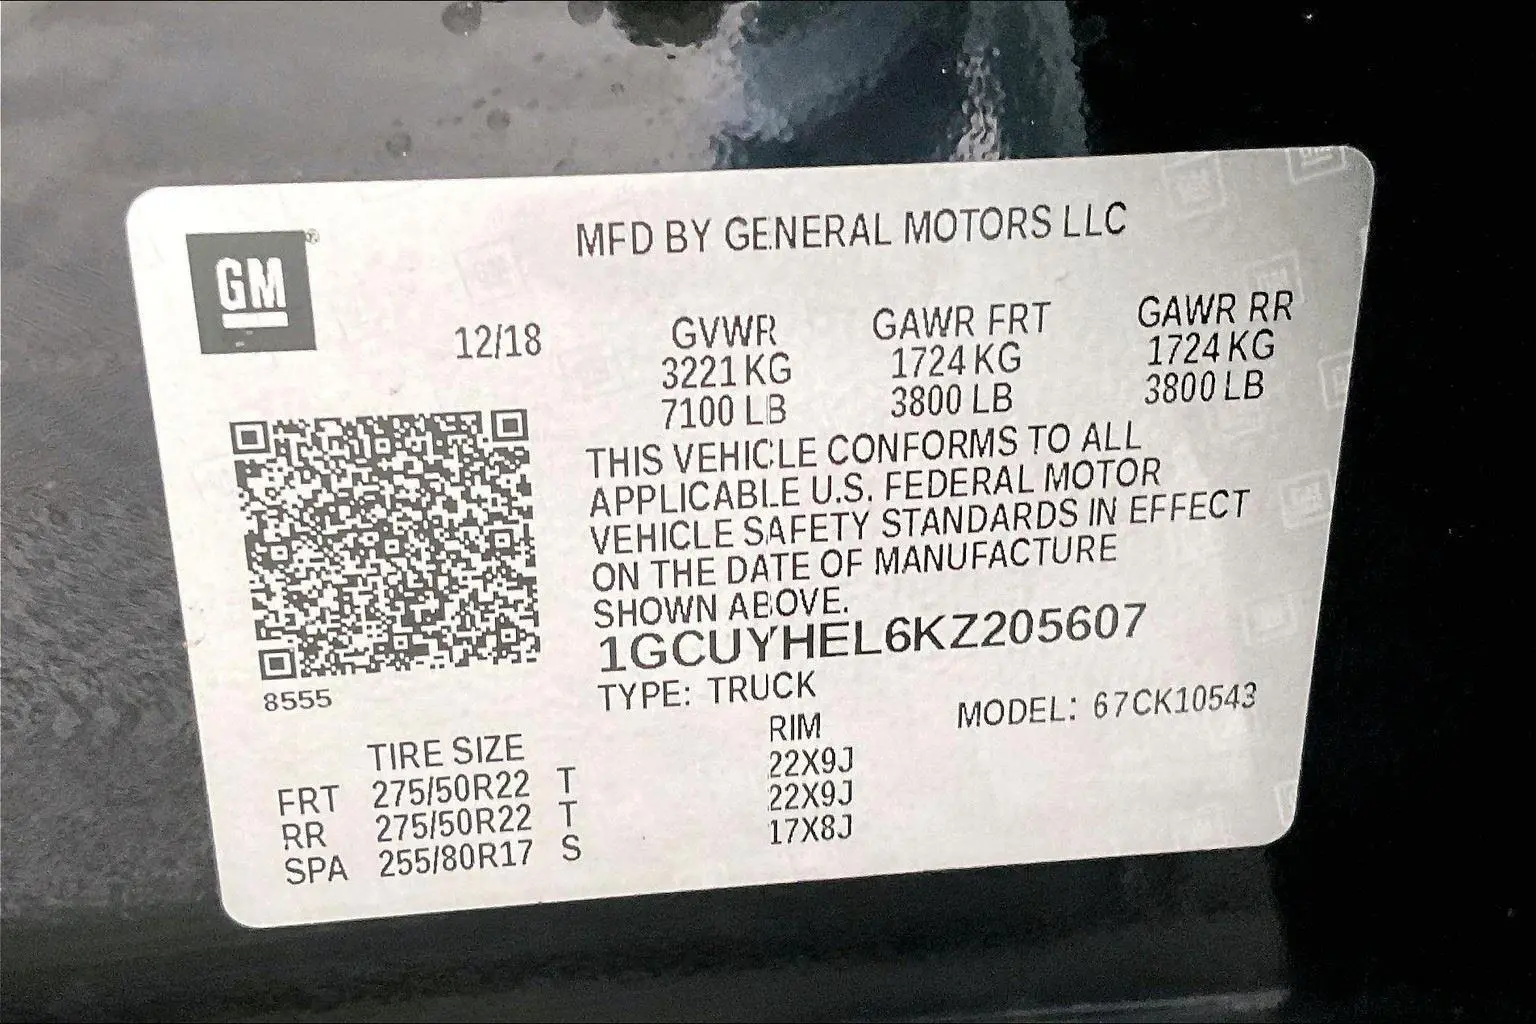 GM®
MFD BY GENERAL MOTORS LLC
12/18
GVWR GAWR FRT GAWR RR
3221 KG 1724 KG 1724 KG
7100 LB 3800 LB 3800 LB
THIS VEHICLE CONFORMS TO ALL
APPLICABLE U.S. FEDERAL MOTOR
VEHICLE SAFETY STANDARDS IN EFFECT
ON THE DATE OF MANUFACTURE
SHOWN ABOVE.
1GCUYHEL6KZ205607
8555
TYPE: TRUCK MODEL: 67CK10543
TIRE SIZE RIM
FRT 275/50R22 T 22X9J
RR 275/50R22 T 22X9J
SPA 255/80R17 S 17X8J